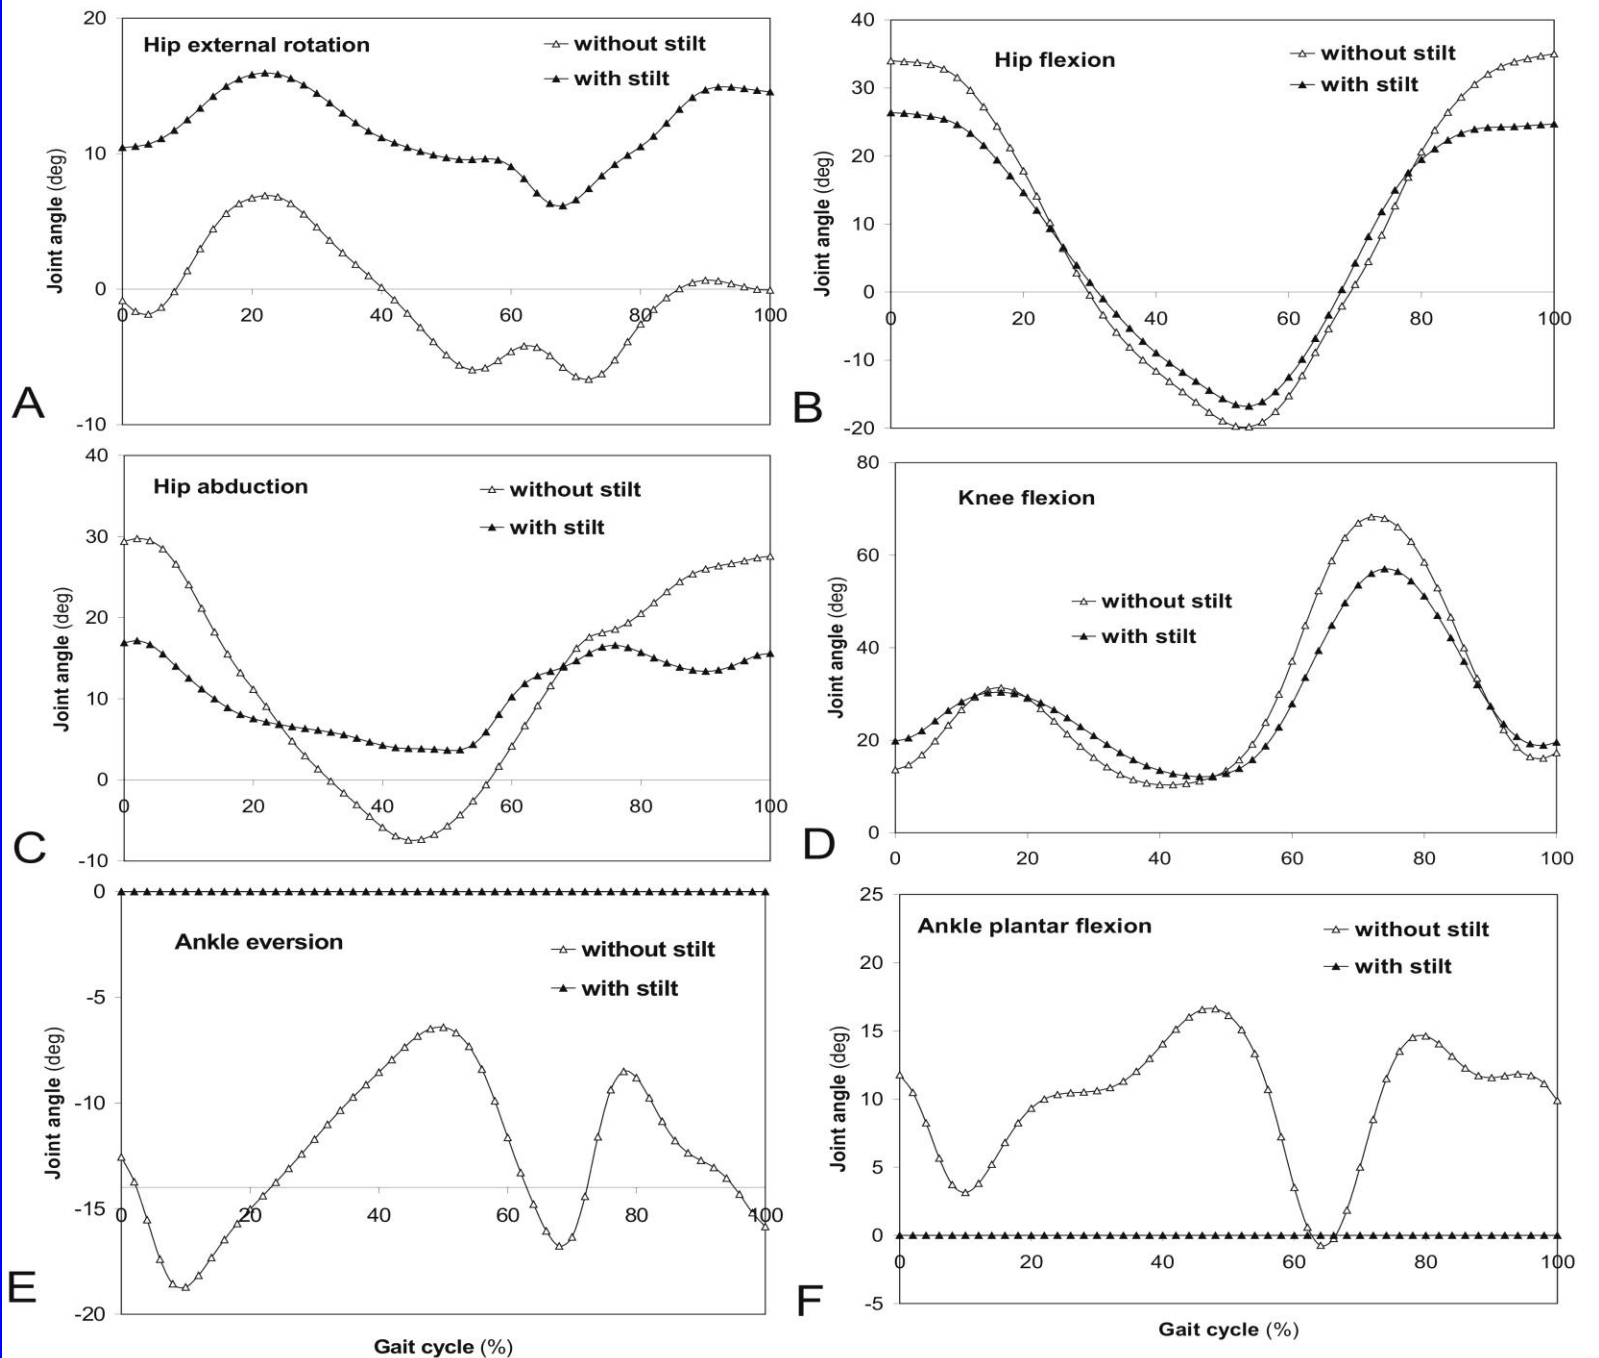 20
Hip external rotation
without stilt
with stilt
10
Joint angle (deg)
0
0 20 40 60 80 100
-10
A
40
Hip flexion
without stilt
with stilt
30
20
Joint angle (deg)
10
0
0 20 40 60 80 100
-10
-20
B
40
Hip abduction
without stilt
with stilt
30
20
Joint angle (deg)
10
0
0 20 40 60 80 100
-10
C
80
Knee flexion
60
without stilt
with stilt
Joint angle (deg)
40
20
0
0 20 40 60 80 100
D
0
Ankle eversion
without stilt
with stilt
-5
Joint angle (deg)
-10
-15
0 20 40 60 80 100
-20
E
Gait cycle (%)
25
Ankle plantar flexion
without stilt
with stilt
20
15
Joint angle (deg)
10
5
0
0 20 40 60 80 100
-5
F
Gait cycle (%)